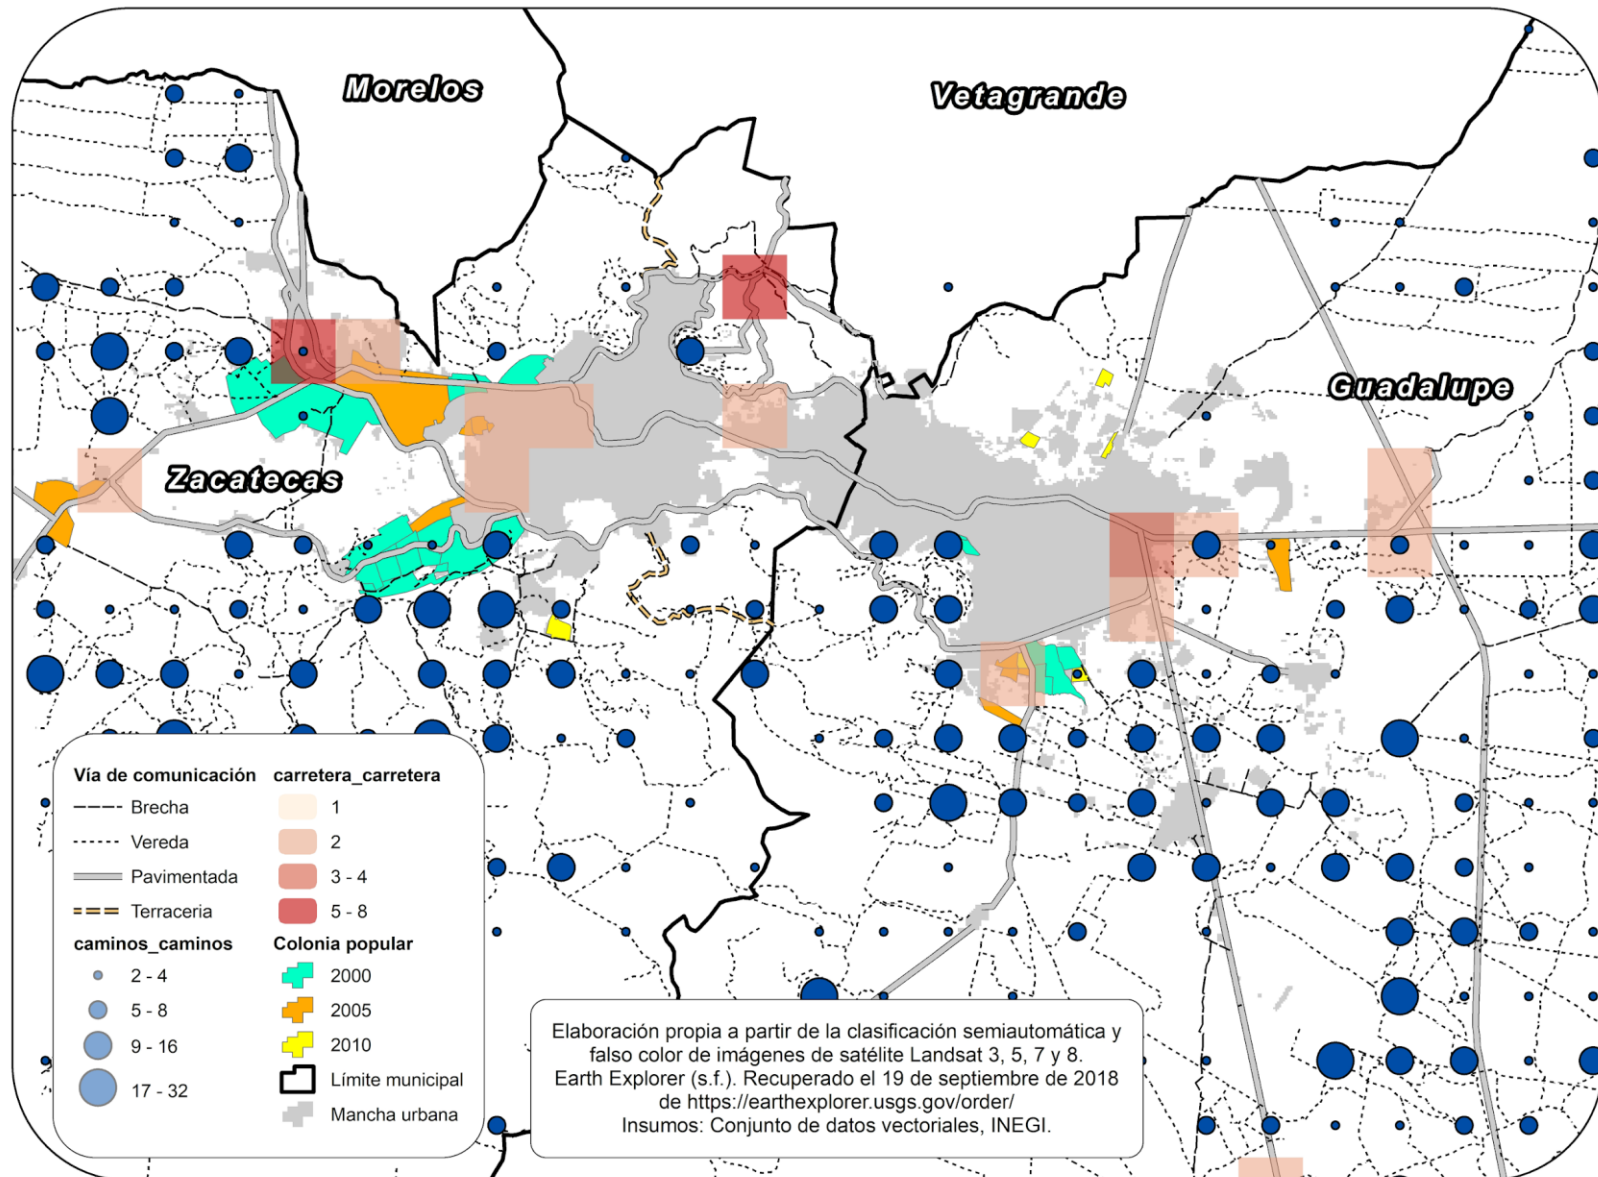 Morelos
Vetagrande
Guadalupe
Zacatecas
Vía de comunicación
Brecha
Vereda
Pavimentada
Terraceria
carretera_carretera
1
2
3 - 4
5 - 8
caminos_caminos
2 - 4
5 - 8
9 - 16
17 - 32
Colonia popular
2000
2005
2010
Límite municipal
Mancha urbana
Elaboración propia a partir de la clasificación semiautomática y
falso color de imágenes de satélite Landsat 3, 5, 7 y 8.
Earth Explorer (s.f.). Recuperado el 19 de septiembre de 2018
de https://earthexplorer.usgs.gov/order/
Insumos: Conjunto de datos vectoriales, INEGI.